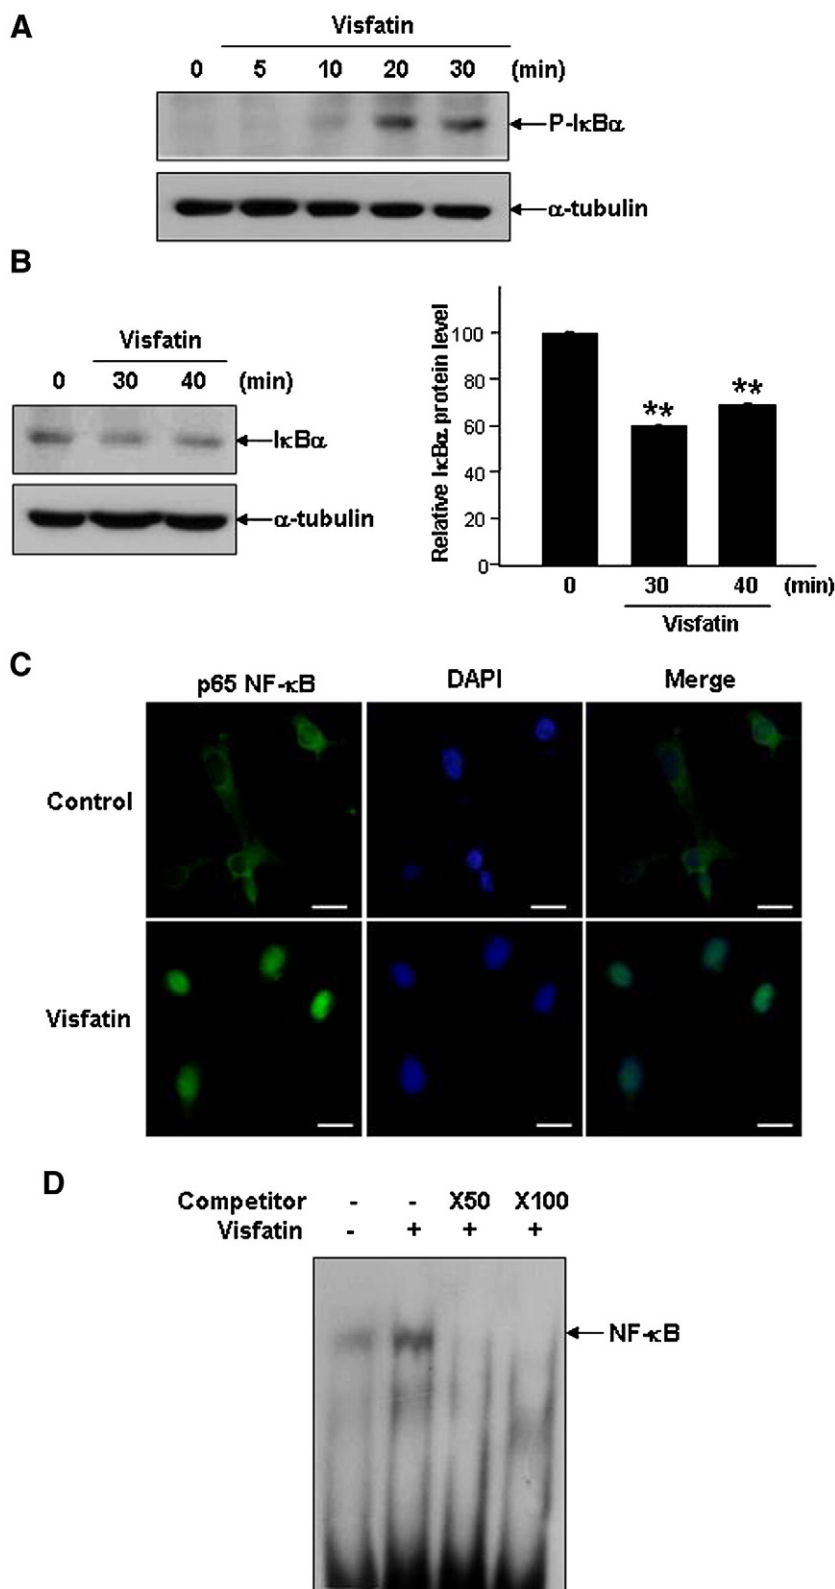 A
Visfatin
0 5 10 20 30 (min)
P-IκBα
α-tubulin
B
Visfatin
0 30 40 (min)
IκBα
α-tubulin
Relative IκBα protein level
100
80
60
40
20
0
** **
0 30 40 (min)
Visfatin
C
p65 NF-κB DAPI Merge
Control
Visfatin
D
Competitor - - X50 X100
Visfatin - + + +
NF-κB